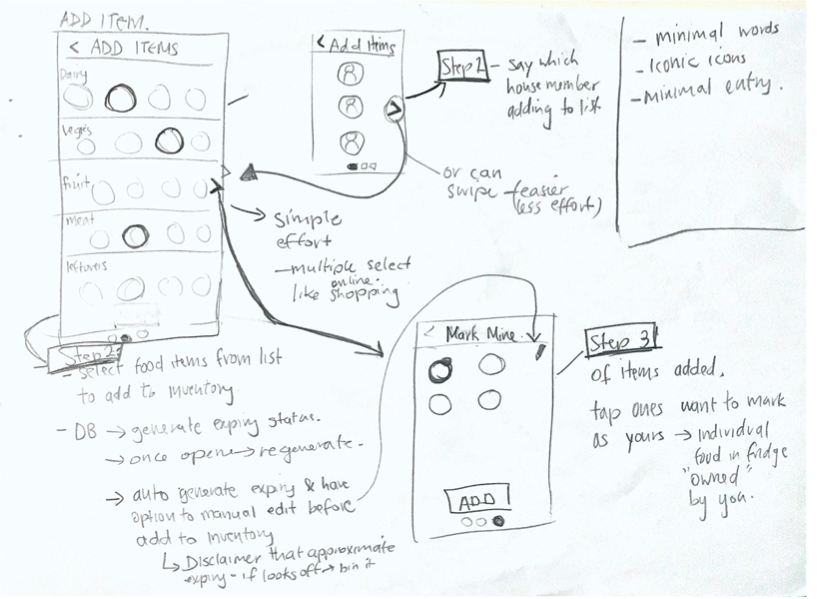 ADD ITEM.
< ADD ITEMS
Dairy
Vegies
fruit
meat
leftovers
< Add Items
Step 2 - say which
house member
adding to list
- or can
swipe - easier
(less effort)
- minimal words
- Iconic icons
- Minimal entry.
→ simple
effort
- multiple select
like online shopping
Step 2:
- select food items from list
to add to inventory
- DB → generate expiry status.
→ once open → regenerate.
→ auto generate expiry & have
option to manual edit before
add to inventory
↳ Disclaimer that approximate
expiry - if looks off → bin it
< Mark Mine
ADD
Step 3
of items added.
tap ones want to mark
as yours → individual
food in fridge
"owned"
by you.